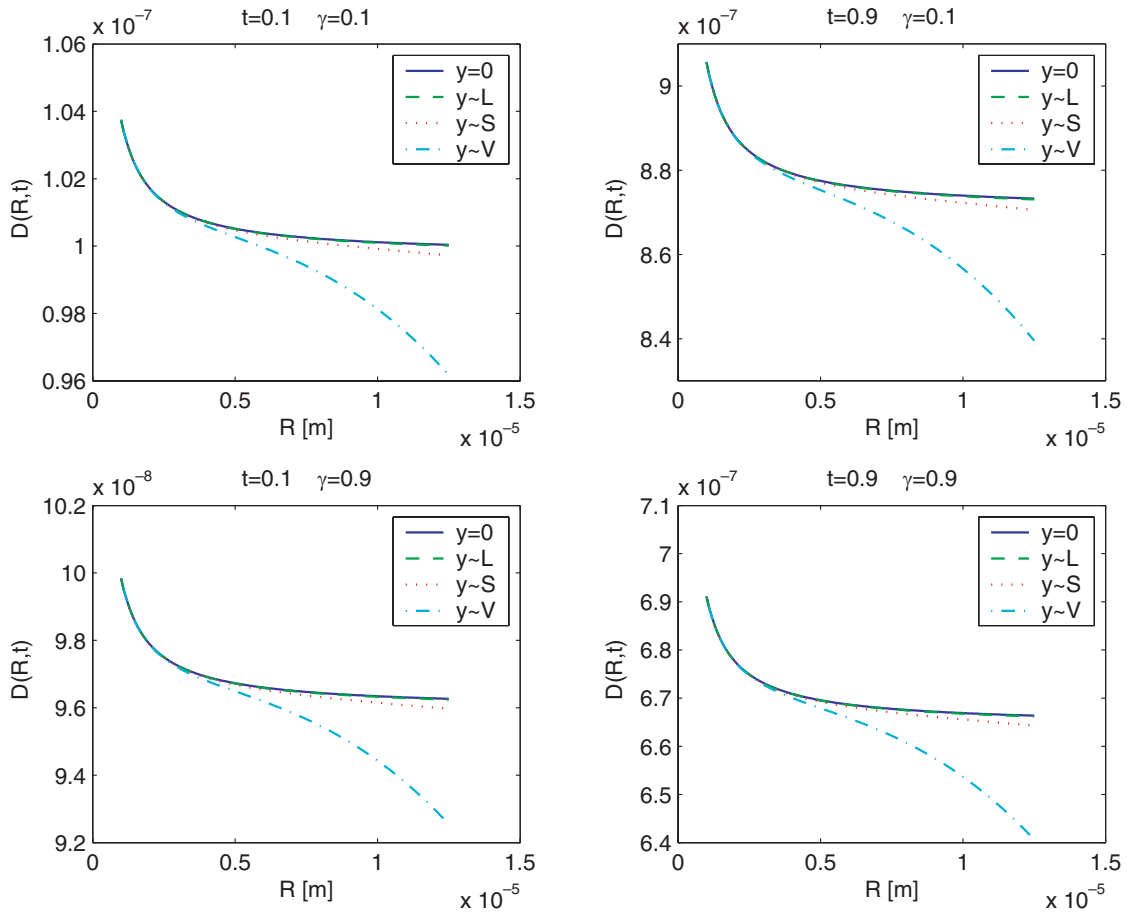 t=0.1 γ=0.1
x 10⁻⁷
1.06
1.04
1.02
1
0.98
0.96
D(R,t)
y=0
y~L
y~S
y~V
0
0.5
1
1.5
R [m]
x 10⁻⁵
t=0.9 γ=0.1
x 10⁻⁷
9
8.8
8.6
8.4
D(R,t)
y=0
y~L
y~S
y~V
0
0.5
1
1.5
R [m]
x 10⁻⁵
t=0.1 γ=0.9
x 10⁻⁸
10.2
10
9.8
9.6
9.4
9.2
D(R,t)
y=0
y~L
y~S
y~V
0
0.5
1
1.5
R [m]
x 10⁻⁵
t=0.9 γ=0.9
x 10⁻⁷
7.1
7
6.9
6.8
6.7
6.6
6.5
6.4
D(R,t)
y=0
y~L
y~S
y~V
0
0.5
1
1.5
R [m]
x 10⁻⁵